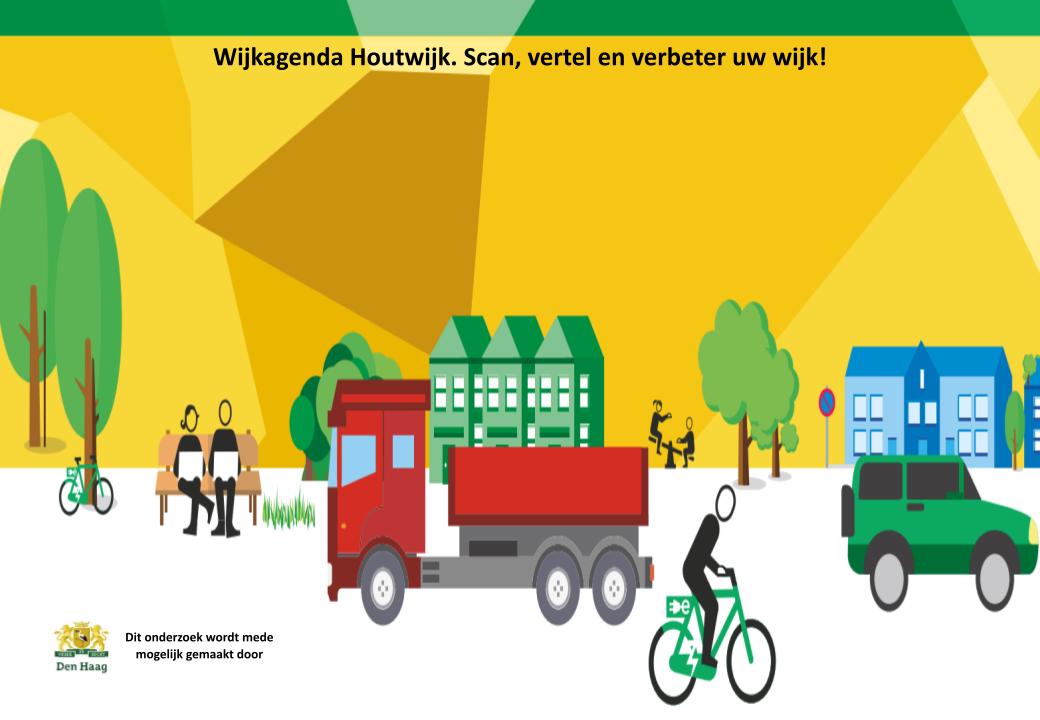 Wijkagenda Houtwijk. Scan, vertel en verbeter uw wijk!
Dit onderzoek wordt mede
mogelijk gemaakt door
Den Haag